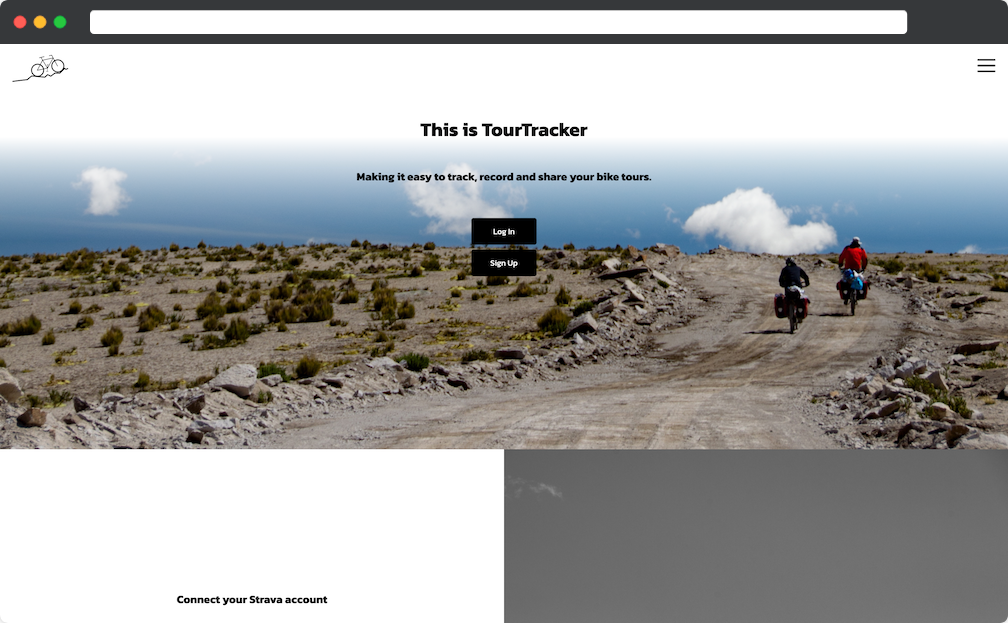 This is TourTracker
Making it easy to track, record and share your bike tours.
Log In
Sign Up
Connect your Strava account